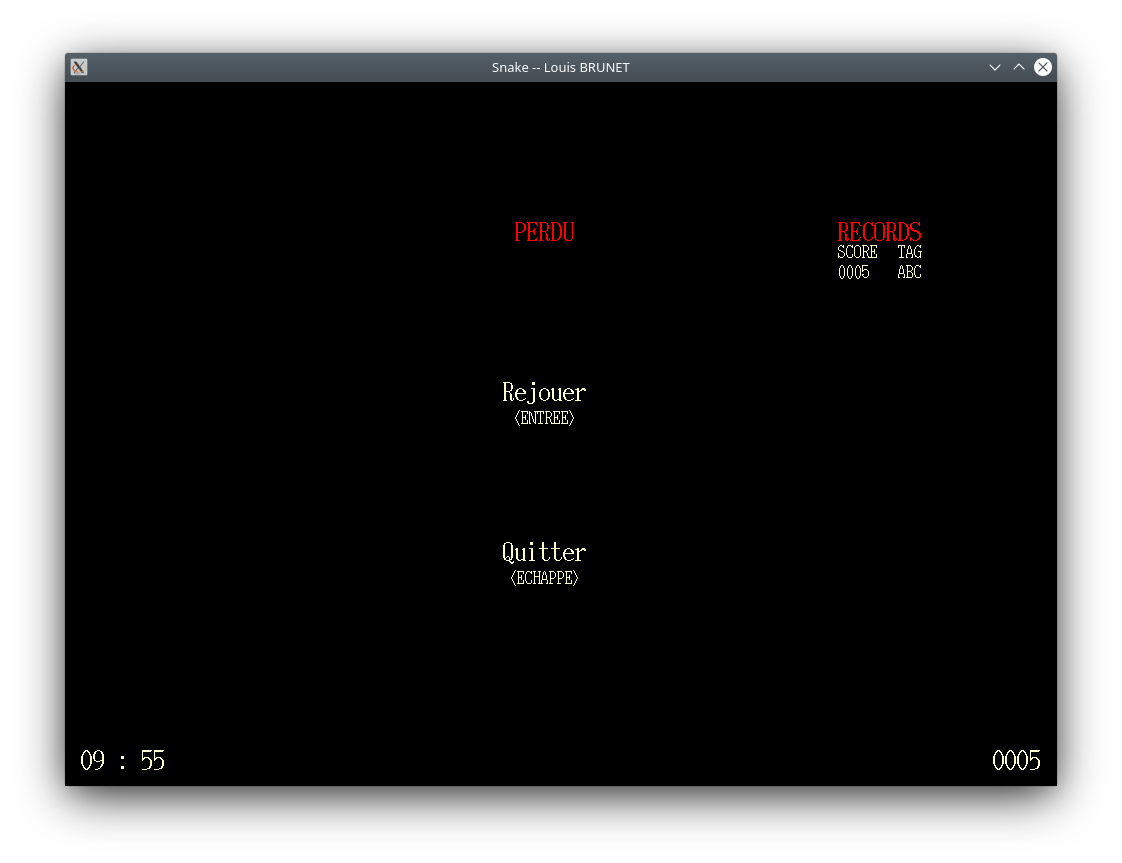 Snake -- Louis BRUNET
PERDU
RECORDS
SCORE TAG
0005 ABC
Rejouer
<ENTREE>
Quitter
<ECHAPPE>
09 : 55
0005